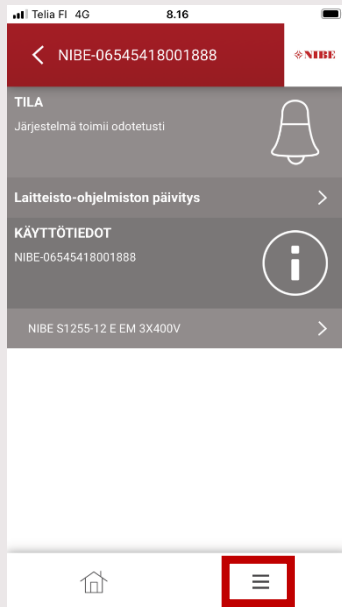 Telia FI 4G 8.16
NIBE-06545418001888
NIBE
TILA
Järjestelmä toimii odotetusti
Laitteisto-ohjelmiston päivitys
KÄYTTÖTIEDOT
NIBE-06545418001888
NIBE S1255-12 E EM 3X400V